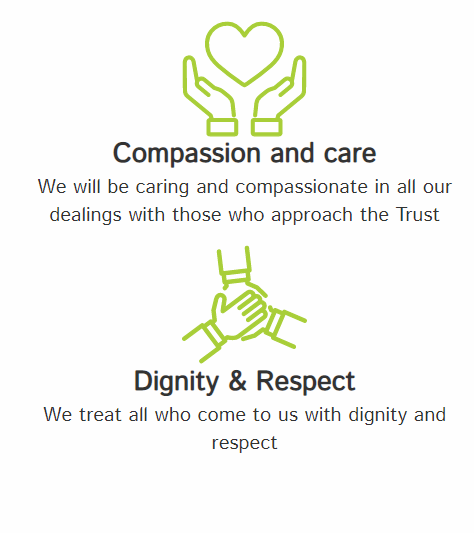 Compassion and care
We will be caring and compassionate in all our
dealings with those who approach the Trust
Dignity & Respect
We treat all who come to us with dignity and
respect